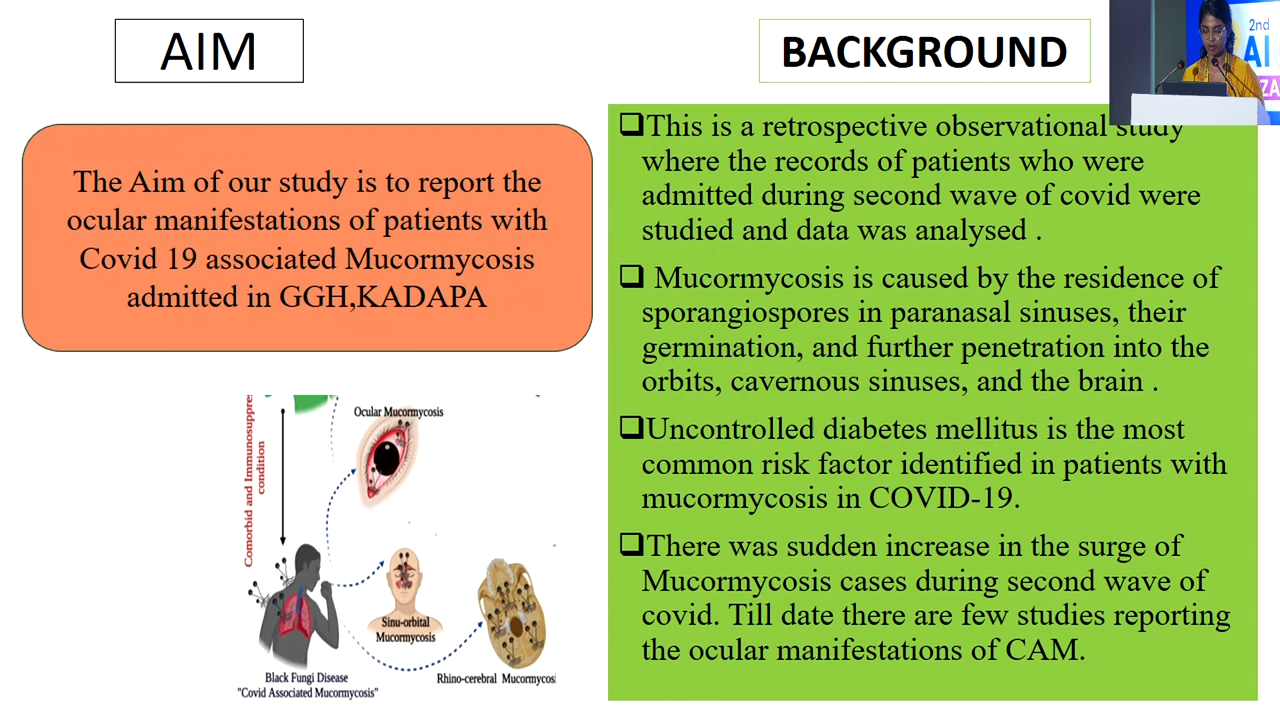 AIM
The Aim of our study is to report the
ocular manifestations of patients with
Covid 19 associated Mucormycosis
admitted in GGH,KADAPA
Comorbid and Immunosuppres
condition
Ocular Mucormycosis
Sinu-orbital
Mucormycosis
Black Fungi Disease
"Covid Associated Mucormycosis"
Rhino-cerebral Mucormycosi
BACKGROUND
This is a retrospective observational study
where the records of patients who were
admitted during second wave of covid were
studied and data was analysed .
Mucormycosis is caused by the residence of
sporangiospores in paranasal sinuses, their
germination, and further penetration into the
orbits, cavernous sinuses, and the brain .
Uncontrolled diabetes mellitus is the most
common risk factor identified in patients with
mucormycosis in COVID-19.
There was sudden increase in the surge of
Mucormycosis cases during second wave of
covid. Till date there are few studies reporting
the ocular manifestations of CAM.
2nd
AI
ZA